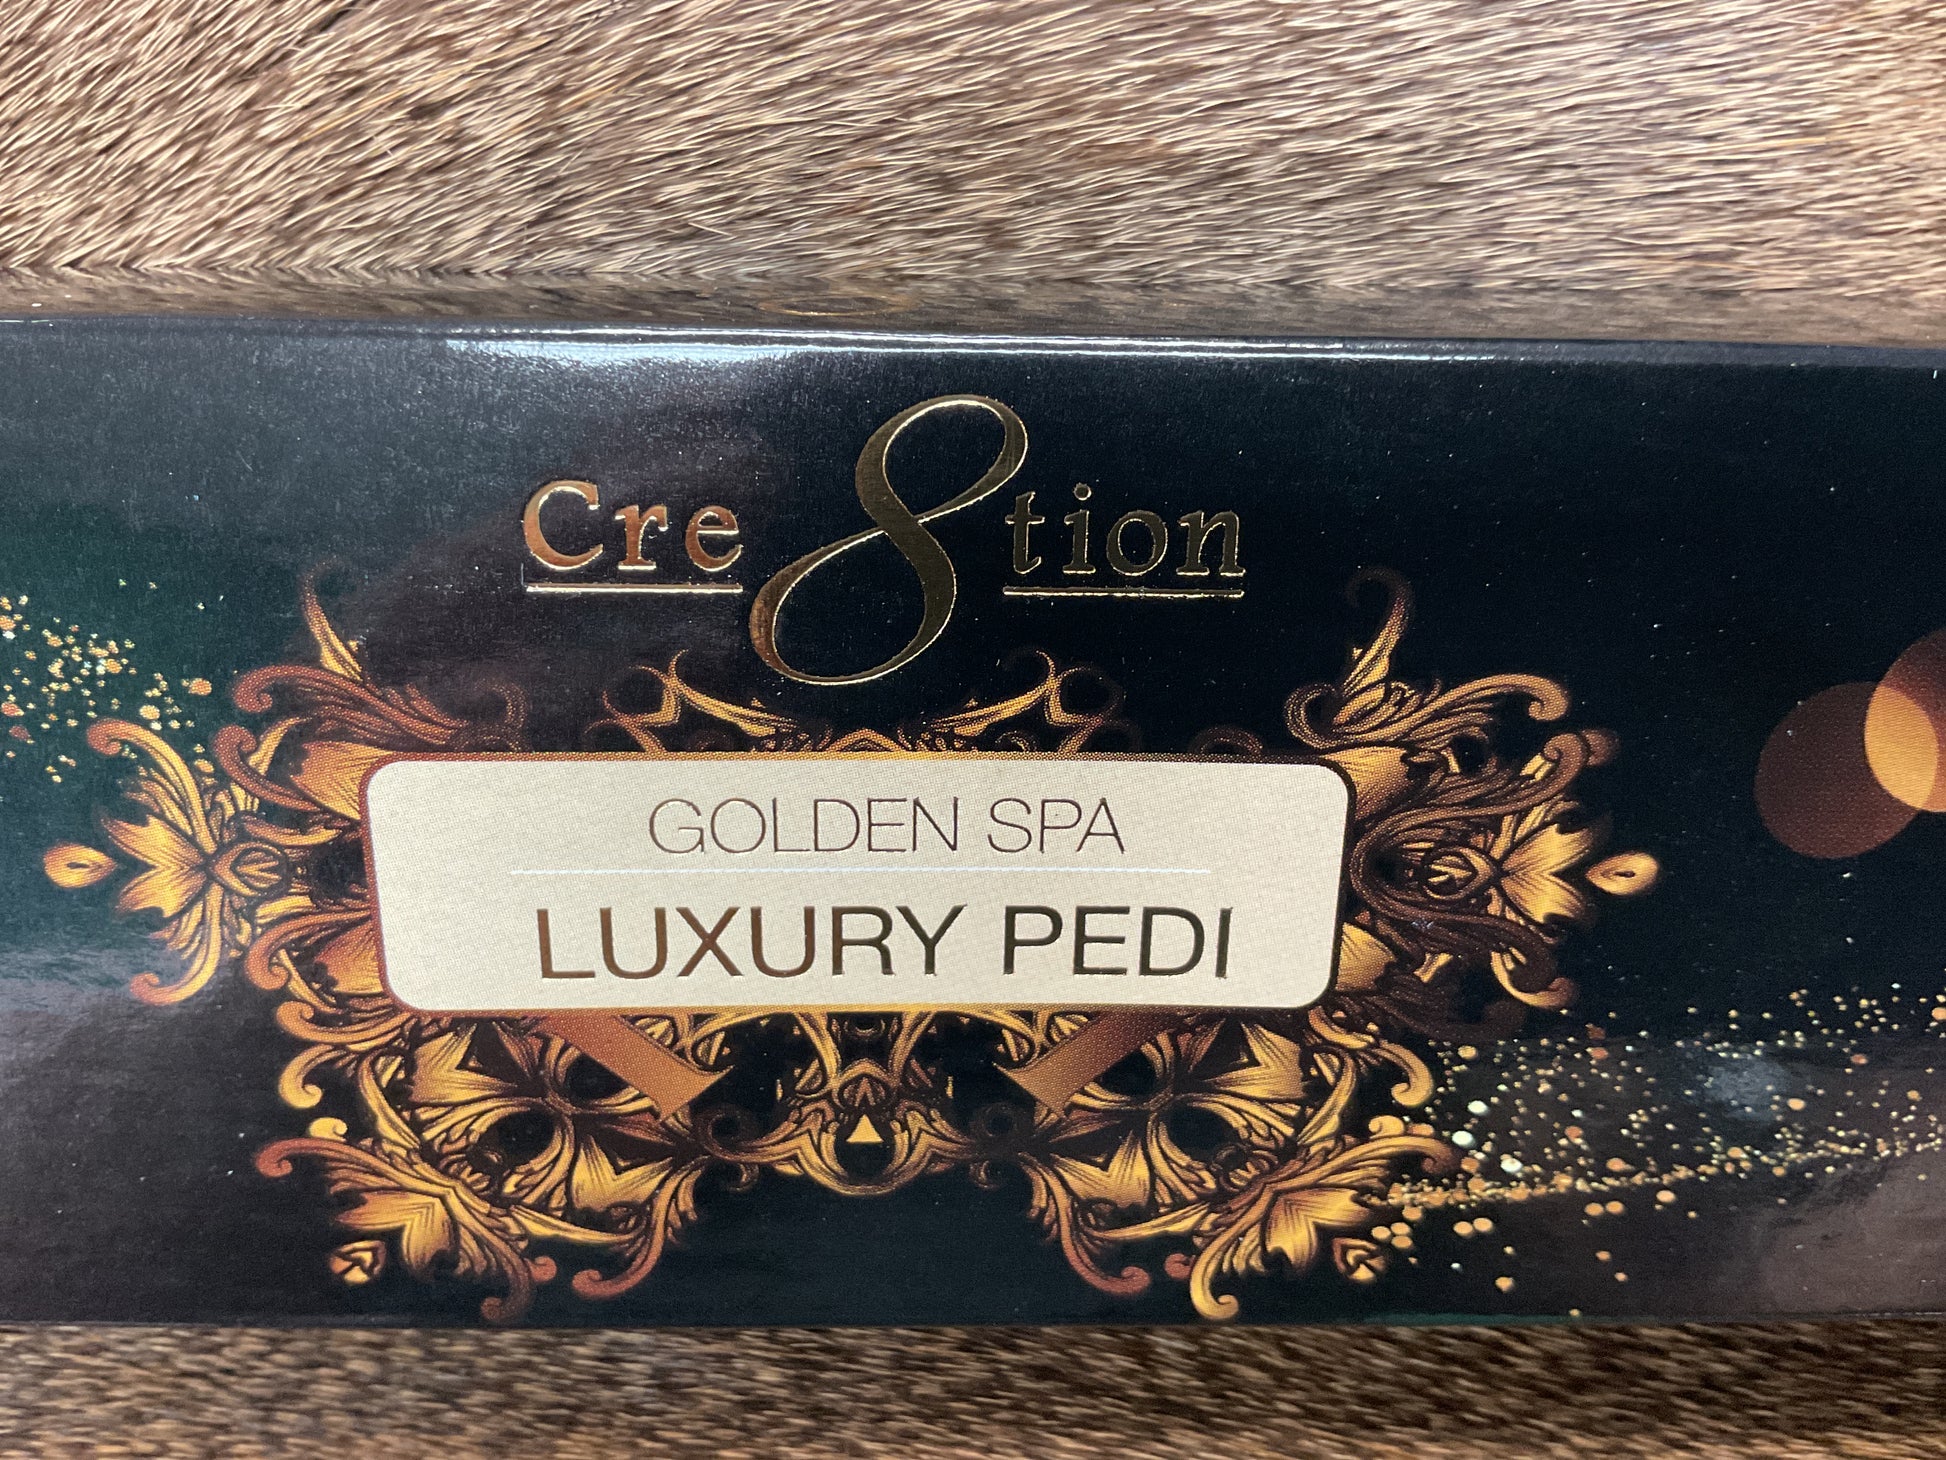 Cre8tion
GOLDEN SPA
LUXURY PEDI